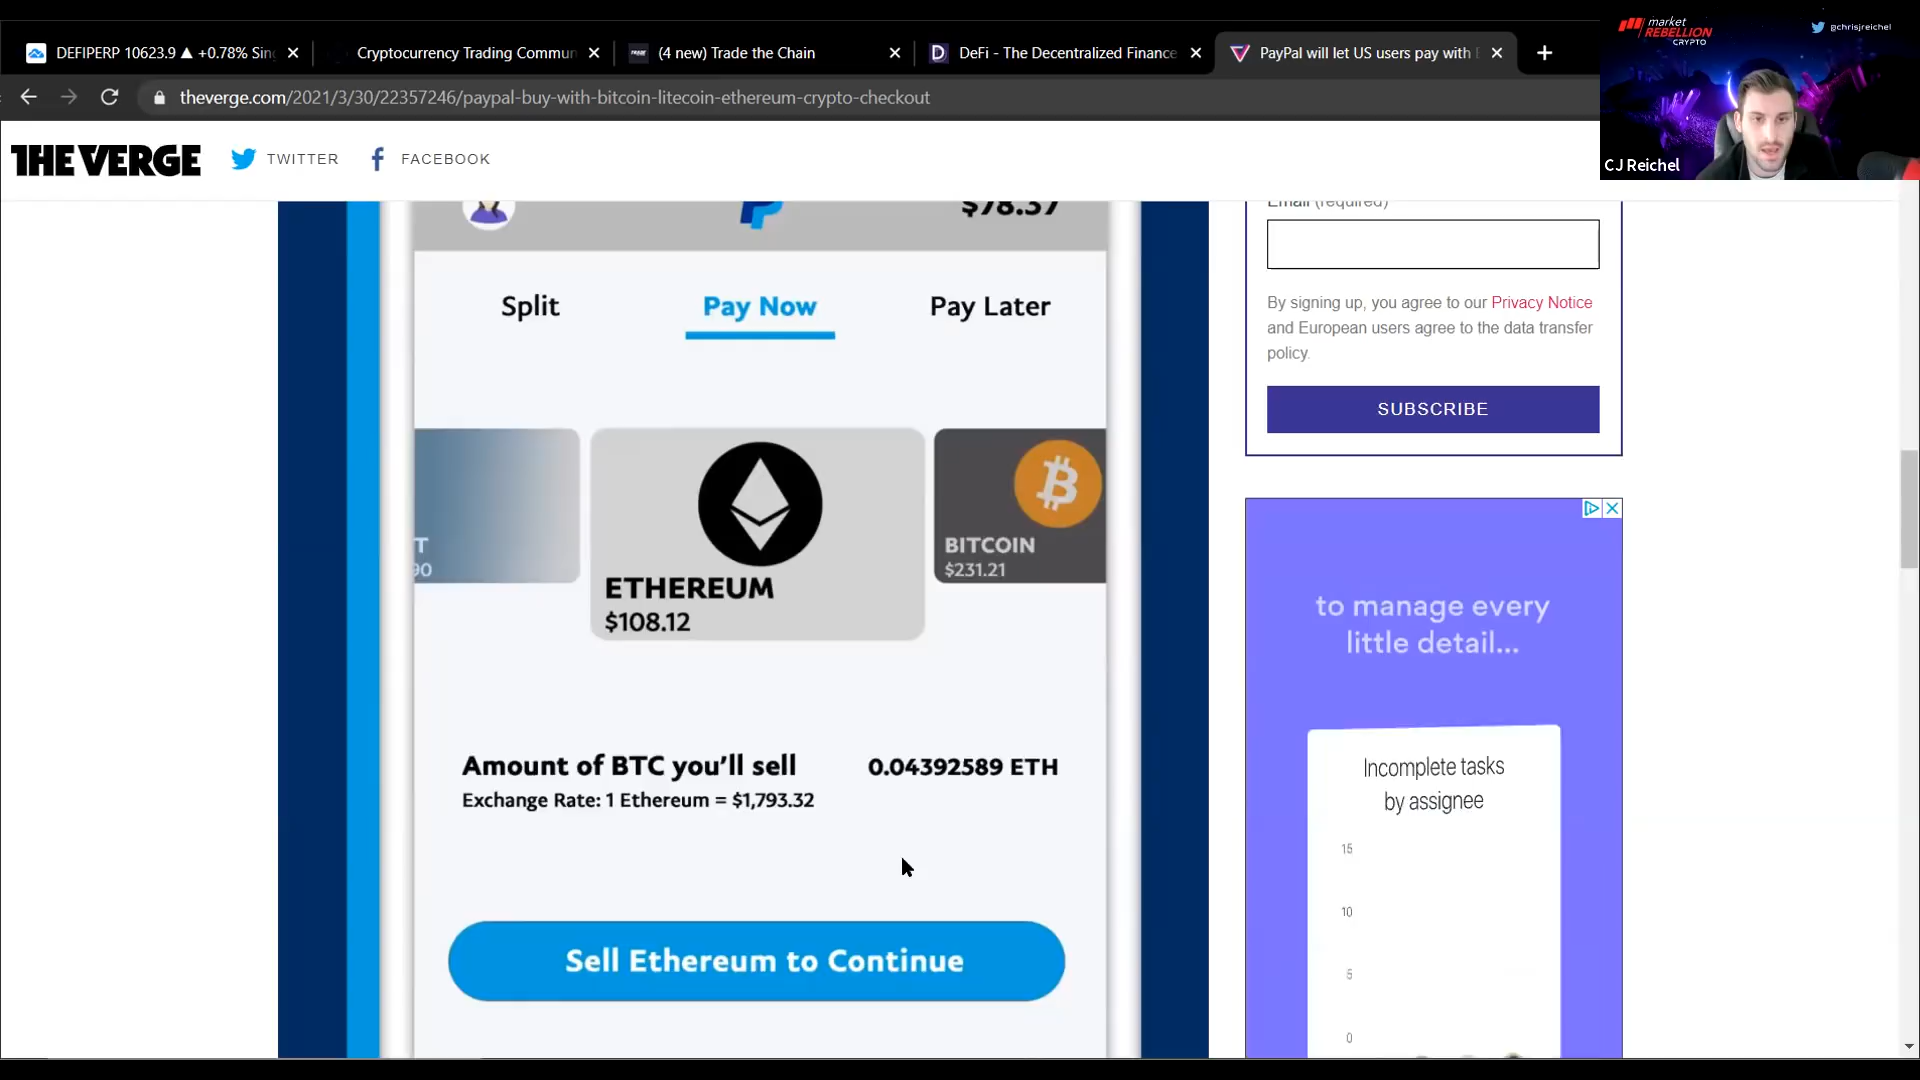 DEFIPERP 10623.9 ▲ +0.78% Sin
Cryptocurrency Trading Commun
(4 new) Trade the Chain
DeFi - The Decentralized Finance
PayPal will let US users pay with
theverge.com/2021/3/30/22357246/paypal-buy-with-bitcoin-litecoin-ethereum-crypto-checkout
market
REBELLION
CRYPTO
@chrisjreichel
CJ Reichel
THE VERGE
TWITTER
FACEBOOK
$78.37
Split
Pay Now
Pay Later
T
90
ETHEREUM
$108.12
BITCOIN
$231.21
Amount of BTC you'll sell
0.04392589 ETH
Exchange Rate: 1 Ethereum = $1,793.32
Sell Ethereum to Continue
Email (required)
By signing up, you agree to our Privacy Notice
and European users agree to the data transfer
policy.
SUBSCRIBE
to manage every
little detail...
Incomplete tasks
by assignee
15
10
5
0